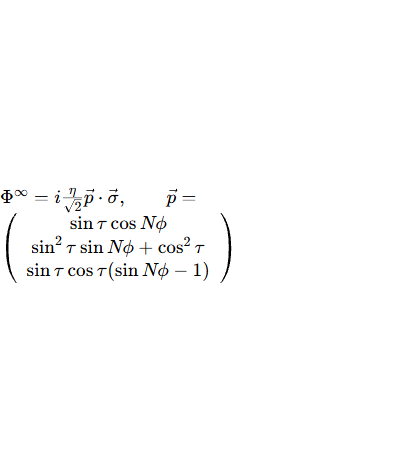 Φ^∞ = i η/√2 p⃗ · σ⃗,    p⃗ =
( sin τ cos Nϕ
sin² τ sin Nϕ + cos² τ
sin τ cos τ(sin Nϕ − 1) )